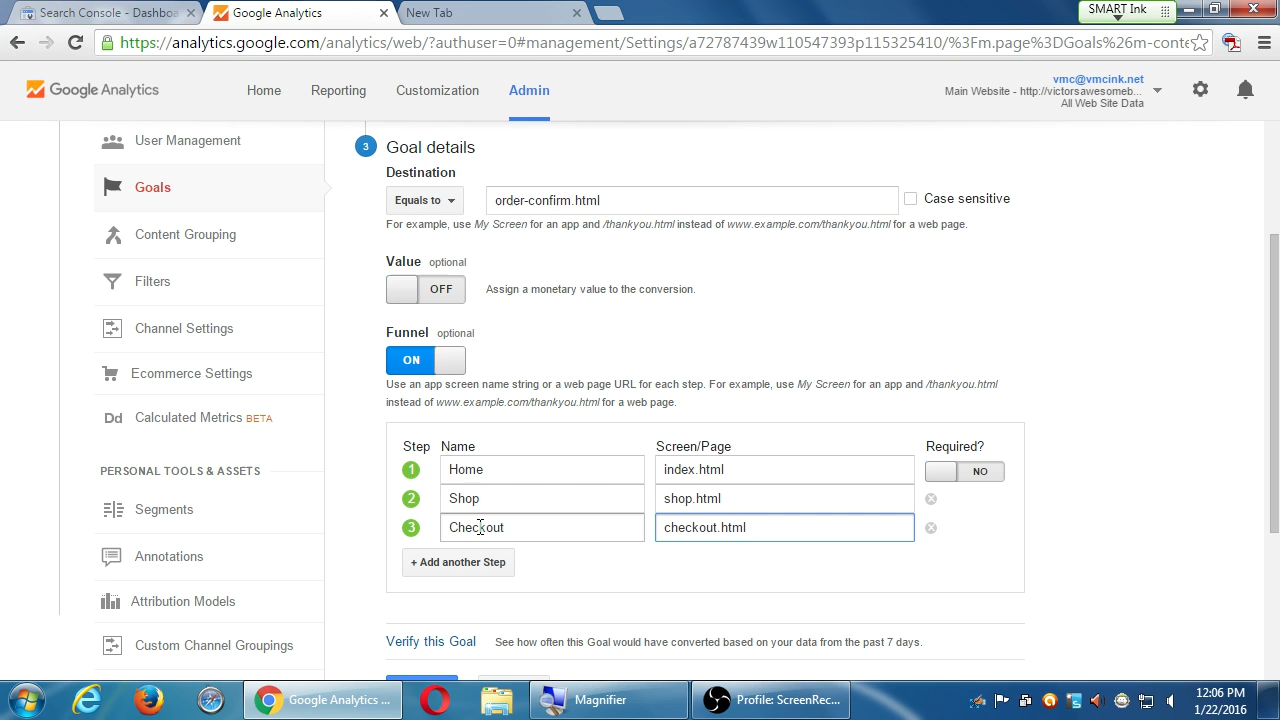 Search Console - Dashboa
Google Analytics
New Tab
SMART Ink
https://analytics.google.com/analytics/web/?authuser=0#management/Settings/a72787439w110547393p115325410/%3Fm.page%3DGoals%26m-conte
Google Analytics
Home
Reporting
Customization
Admin
vmc@vmcink.net
Main Website - http://victorsawesomeb...
All Web Site Data
User Management
Goals
Content Grouping
Filters
Channel Settings
Ecommerce Settings
Dd Calculated Metrics BETA
PERSONAL TOOLS & ASSETS
Segments
Annotations
Attribution Models
Custom Channel Groupings
3 Goal details
Destination
Equals to order-confirm.html Case sensitive
For example, use My Screen for an app and /thankyou.html instead of www.example.com/thankyou.html for a web page.
Value optional
OFF Assign a monetary value to the conversion.
Funnel optional
ON
Use an app screen name string or a web page URL for each step. For example, use My Screen for an app and /thankyou.html
instead of www.example.com/thankyou.html for a web page.
Step Name Screen/Page Required?
1 Home index.html NO
2 Shop shop.html
3 Checkout checkout.html
+ Add another Step
Verify this Goal See how often this Goal would have converted based on your data from the past 7 days.
Google Analytics ...
Magnifier
Profile: ScreenRec...
12:06 PM
1/22/2016